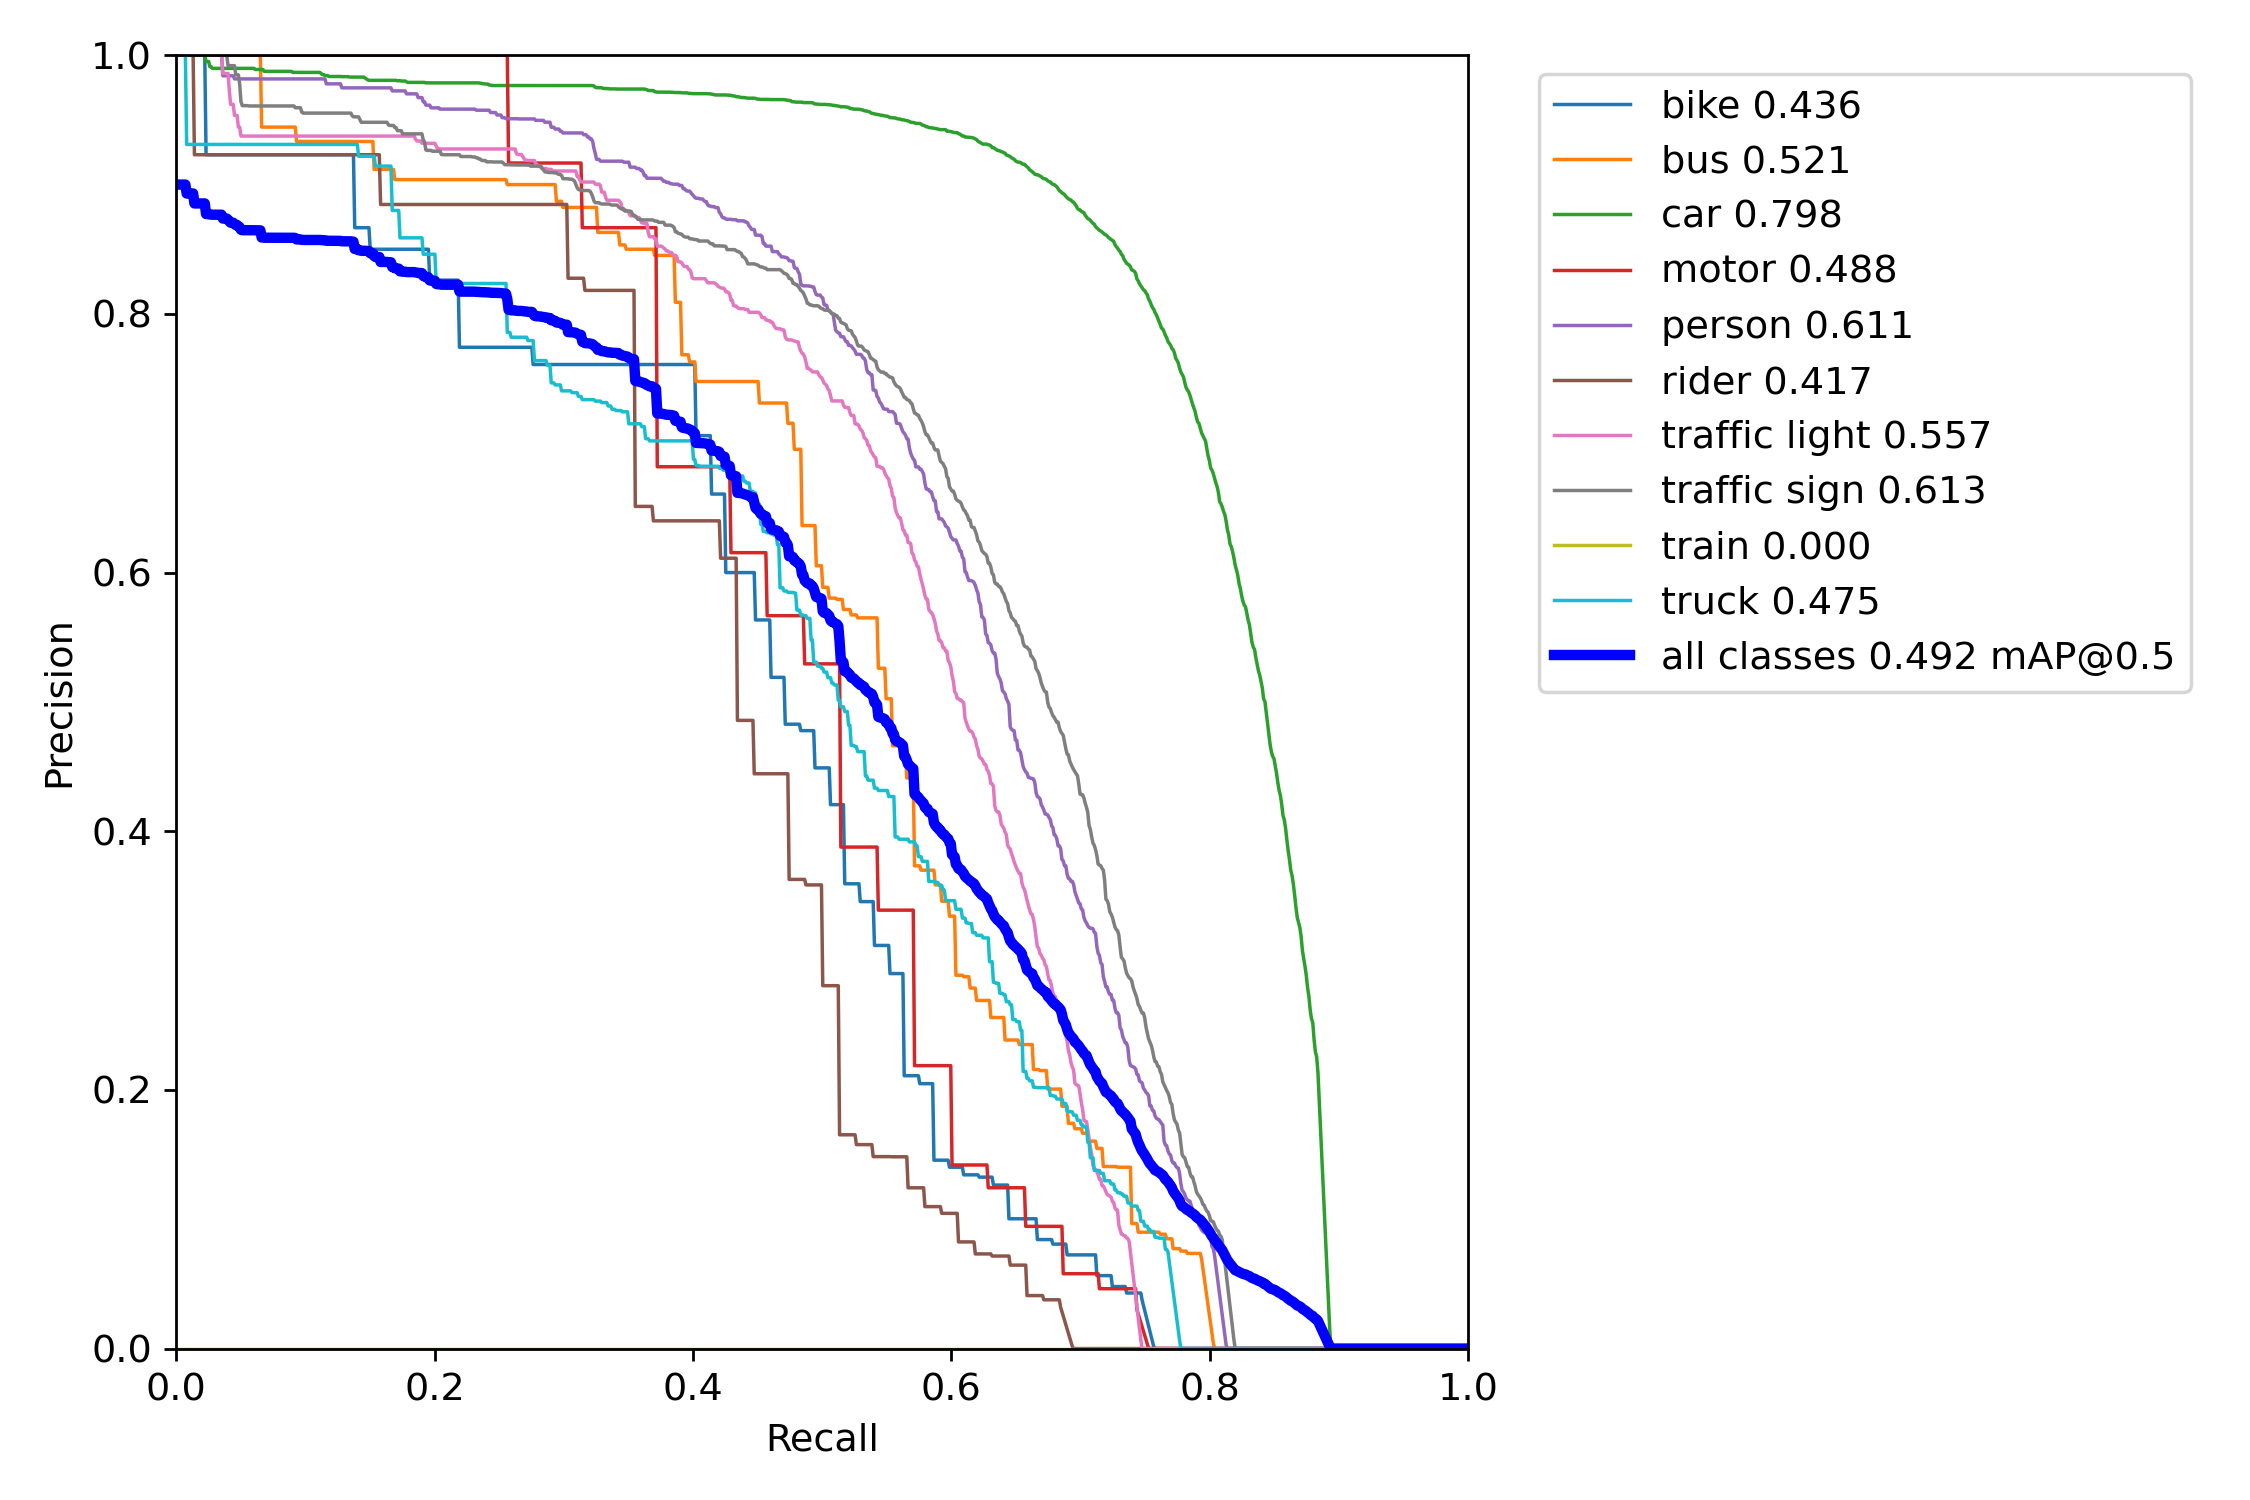 1.0
0.8
0.6
0.4
0.2
0.0
Precision
0.0 0.2 0.4 0.6 0.8 1.0
Recall
bike 0.436
bus 0.521
car 0.798
motor 0.488
person 0.611
rider 0.417
traffic light 0.557
traffic sign 0.613
train 0.000
truck 0.475
all classes 0.492 mAP@0.5